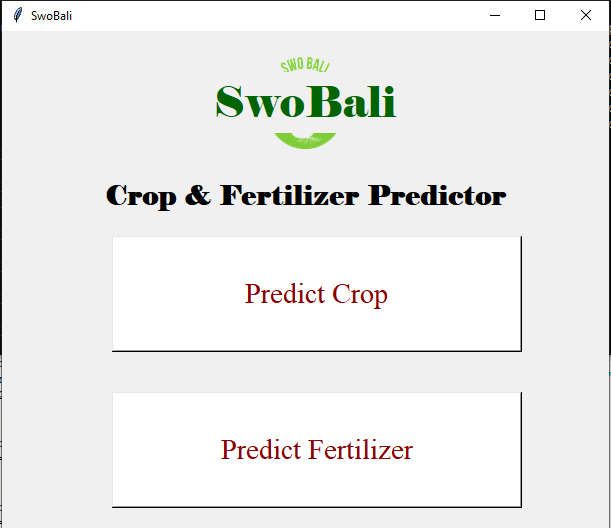 SwoBali
SWO BALI
SwoBali
Crop & Fertilizer Predictor
Predict Crop
Predict Fertilizer